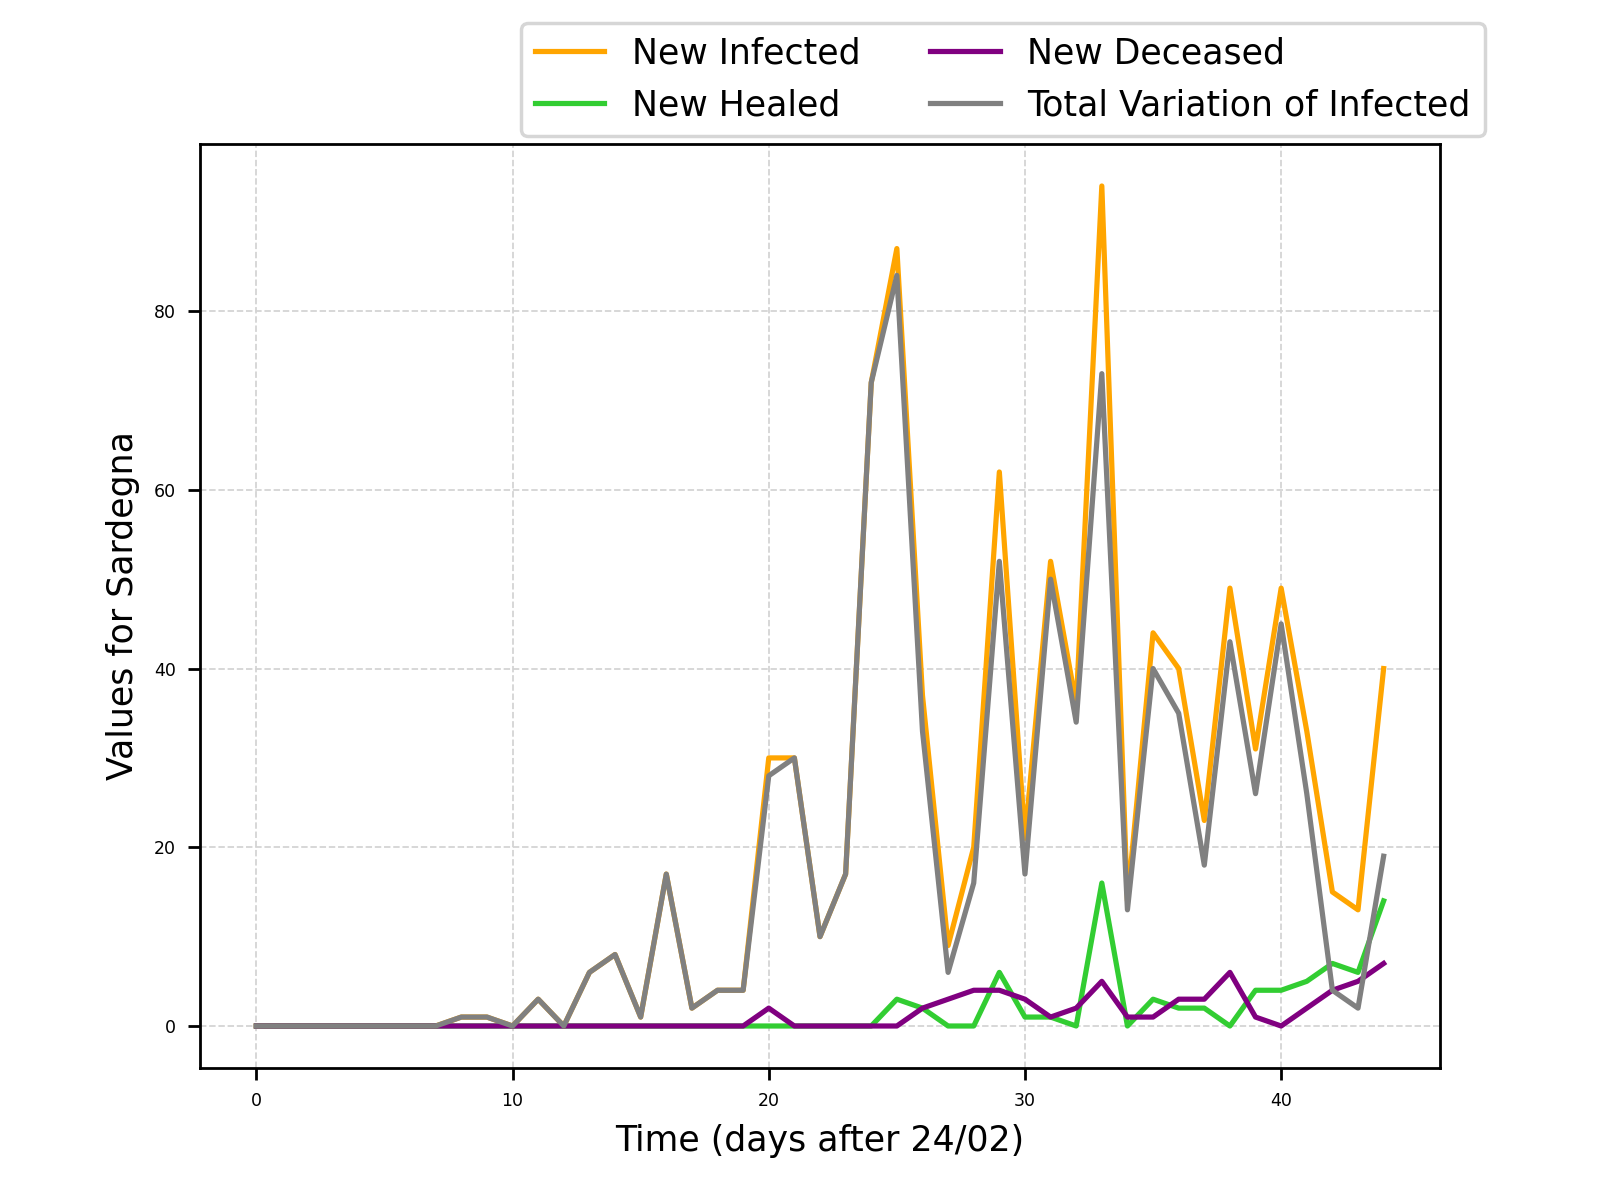 New Infected
New Healed
New Deceased
Total Variation of Infected
80
60
40
20
0
Values for Sardegna
0 10 20 30 40
Time (days after 24/02)